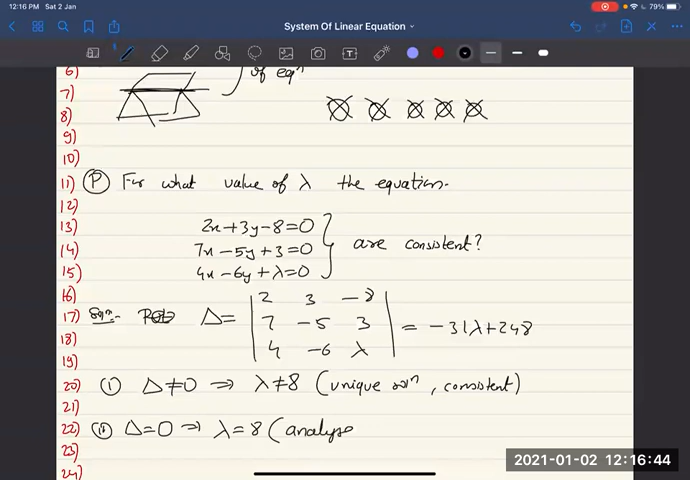 12:16 PM Sat 2 Jan
79%
System Of Linear Equation
6) of eqn
7)
8)
9)
10)
11) (P) For what value of λ the equation.
12)
13) 2x + 3y - 8 = 0
14) 7x - 5y + 3 = 0 are consistent?
15) 4x - 6y + λ = 0
16) 2 3 -8
17) Soln:- Δ = 7 -5 3 = -31λ + 248
18) 4 -6 λ
19)
20) (i) Δ ≠ 0 ⇒ λ ≠ 8 (unique soln, consistent)
21)
22) (ii) Δ = 0 ⇒ λ = 8 (analyse
23)
24)
2021-01-02 12:16:44